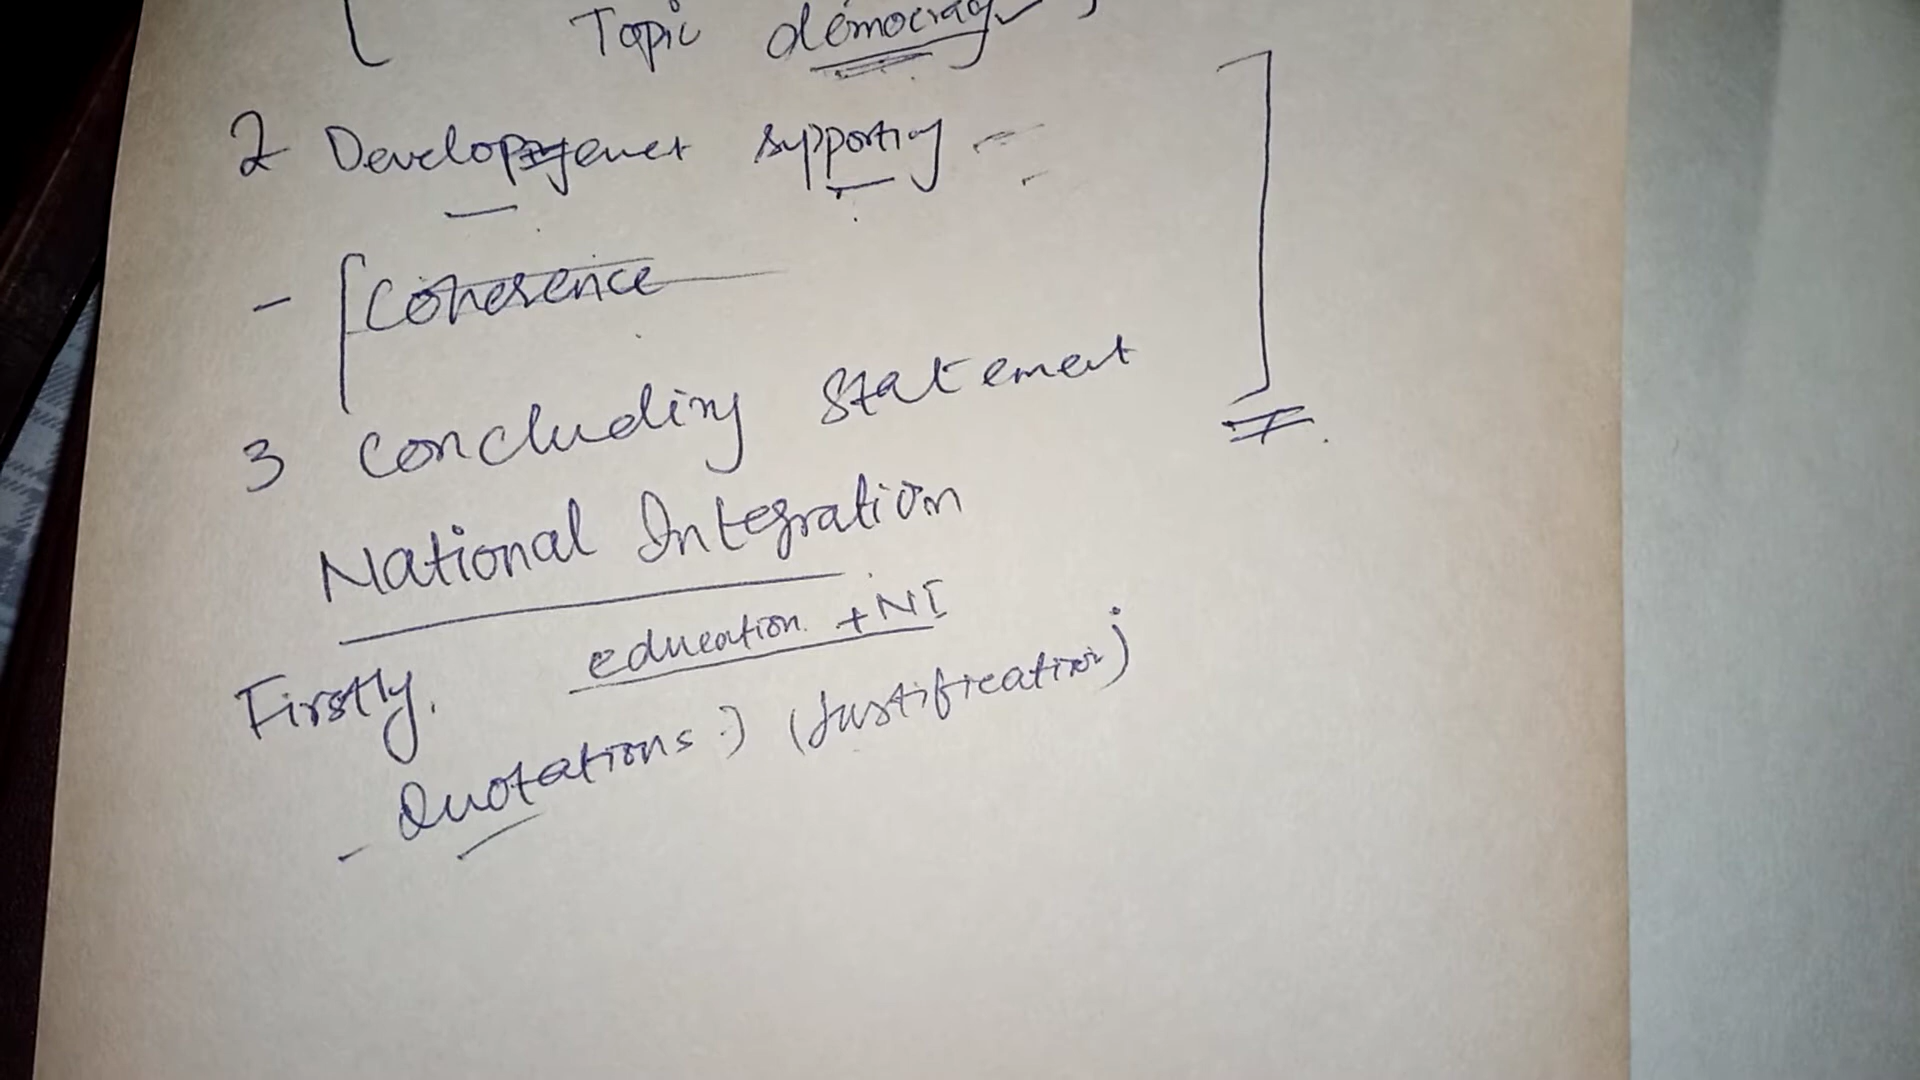 Topic democracy
2 Development supporting
- Coherence
3 Concluding statement
National Integration
education + NI
Firstly,
- Quotations :) (Justification)